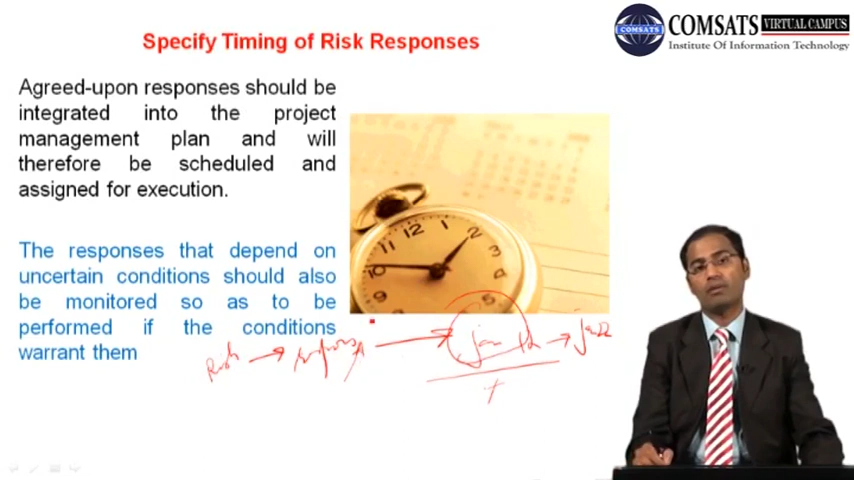 Specify Timing of Risk Responses
COMSATS VIRTUAL CAMPUS
Institute Of Information Technology
COMSATS
Agreed-upon responses should be
integrated into the project
management plan and will
therefore be scheduled and
assigned for execution.
The responses that depend on
uncertain conditions should also
be monitored so as to be
performed if the conditions
warrant them
Risk →
11 12 1 2 3 4 5 10